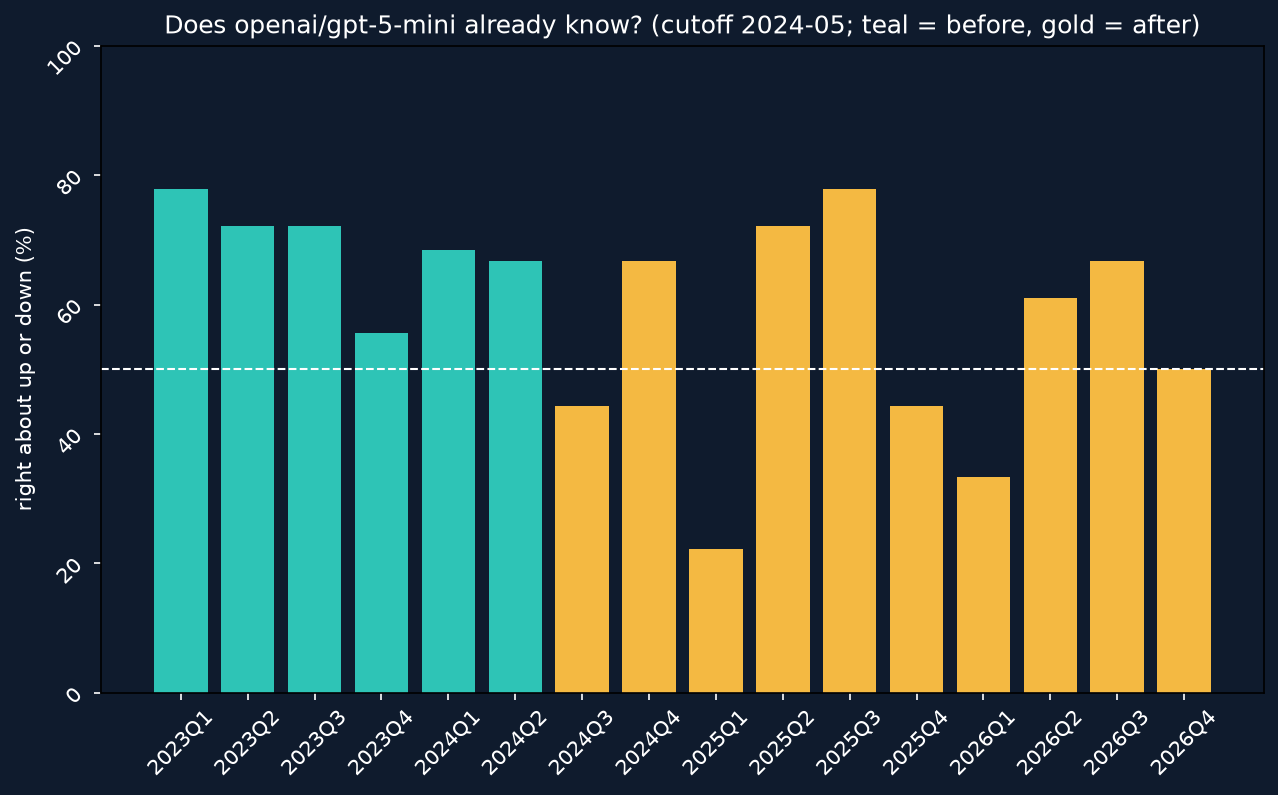 Does openai/gpt-5-mini already know? (cutoff 2024-05; teal = before, gold = after)
right about up or down (%)
100
80
60
40
20
0
2023Q1
2023Q2
2023Q3
2023Q4
2024Q1
2024Q2
2024Q3
2024Q4
2025Q1
2025Q2
2025Q3
2025Q4
2026Q1
2026Q2
2026Q3
2026Q4